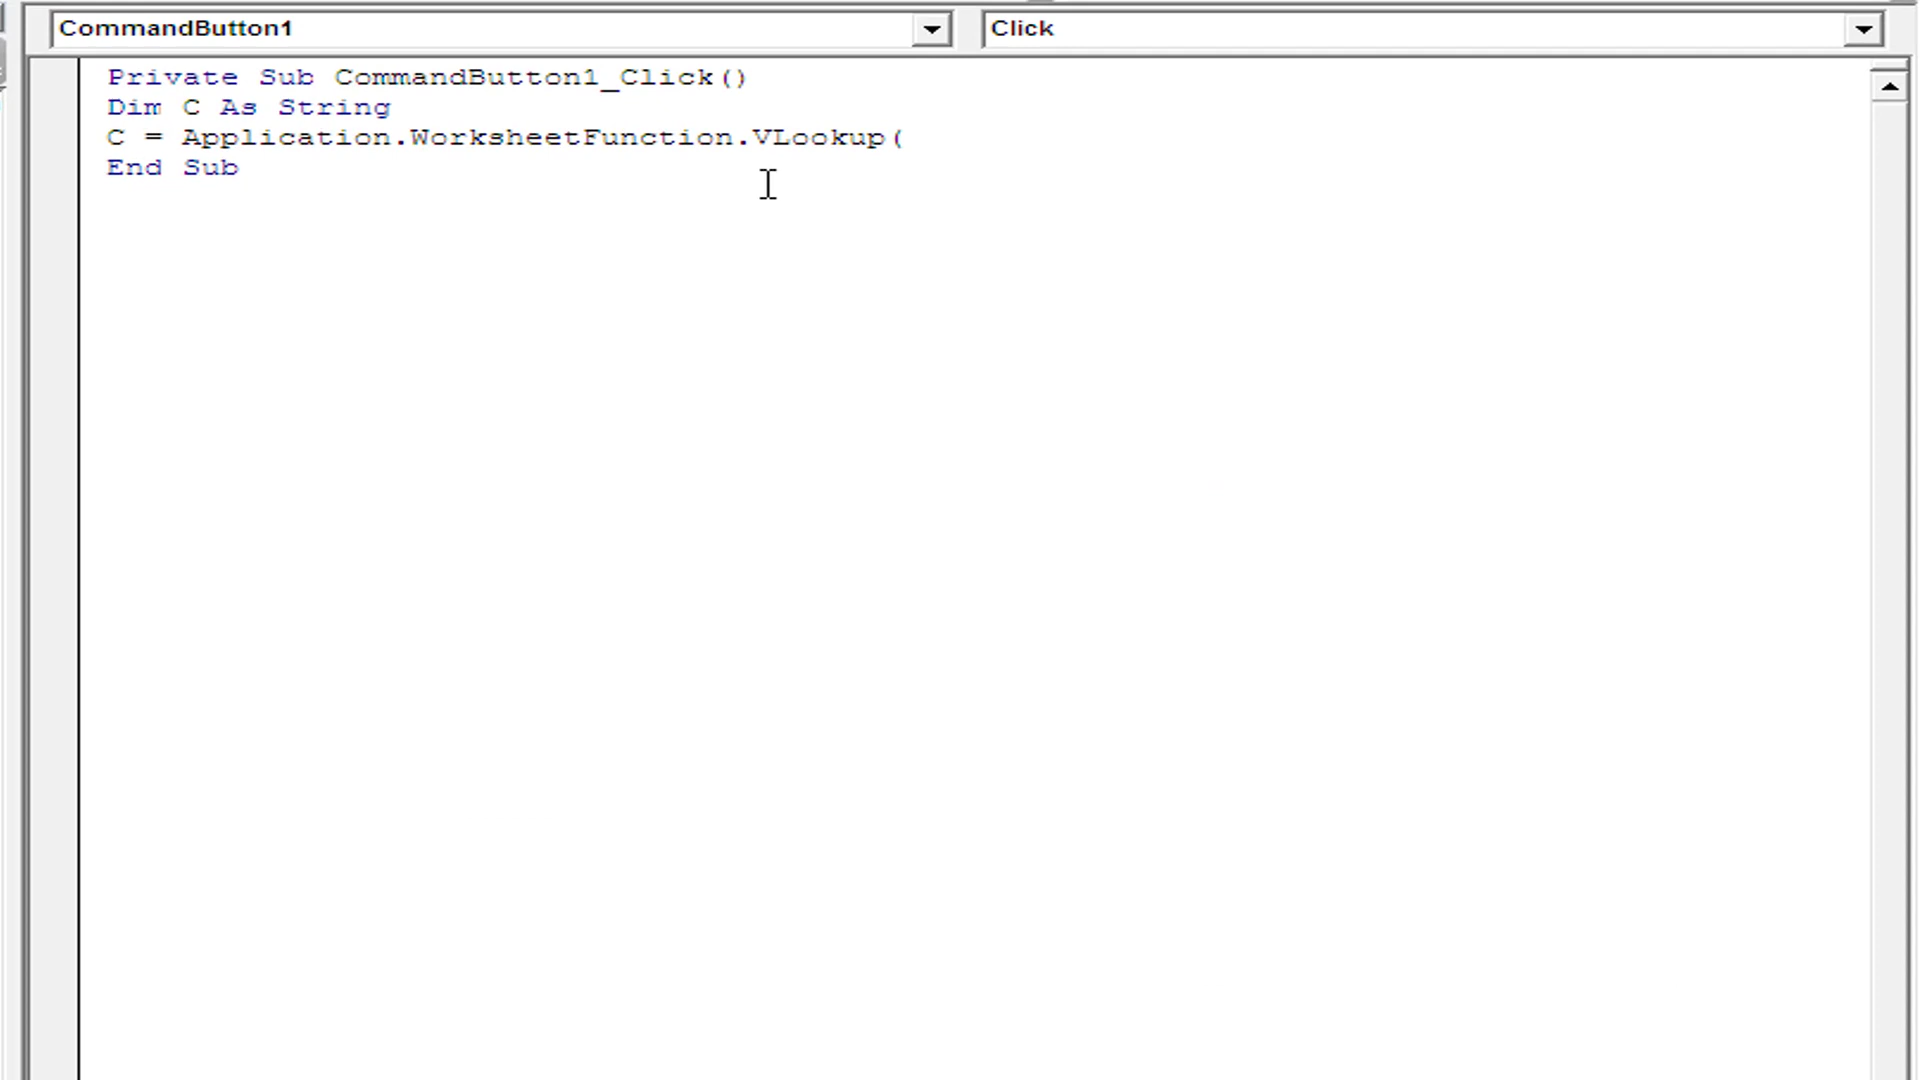 CommandButton1
Click
Private Sub CommandButton1_Click()
Dim C As String
C = Application.WorksheetFunction.VLookup(
End Sub